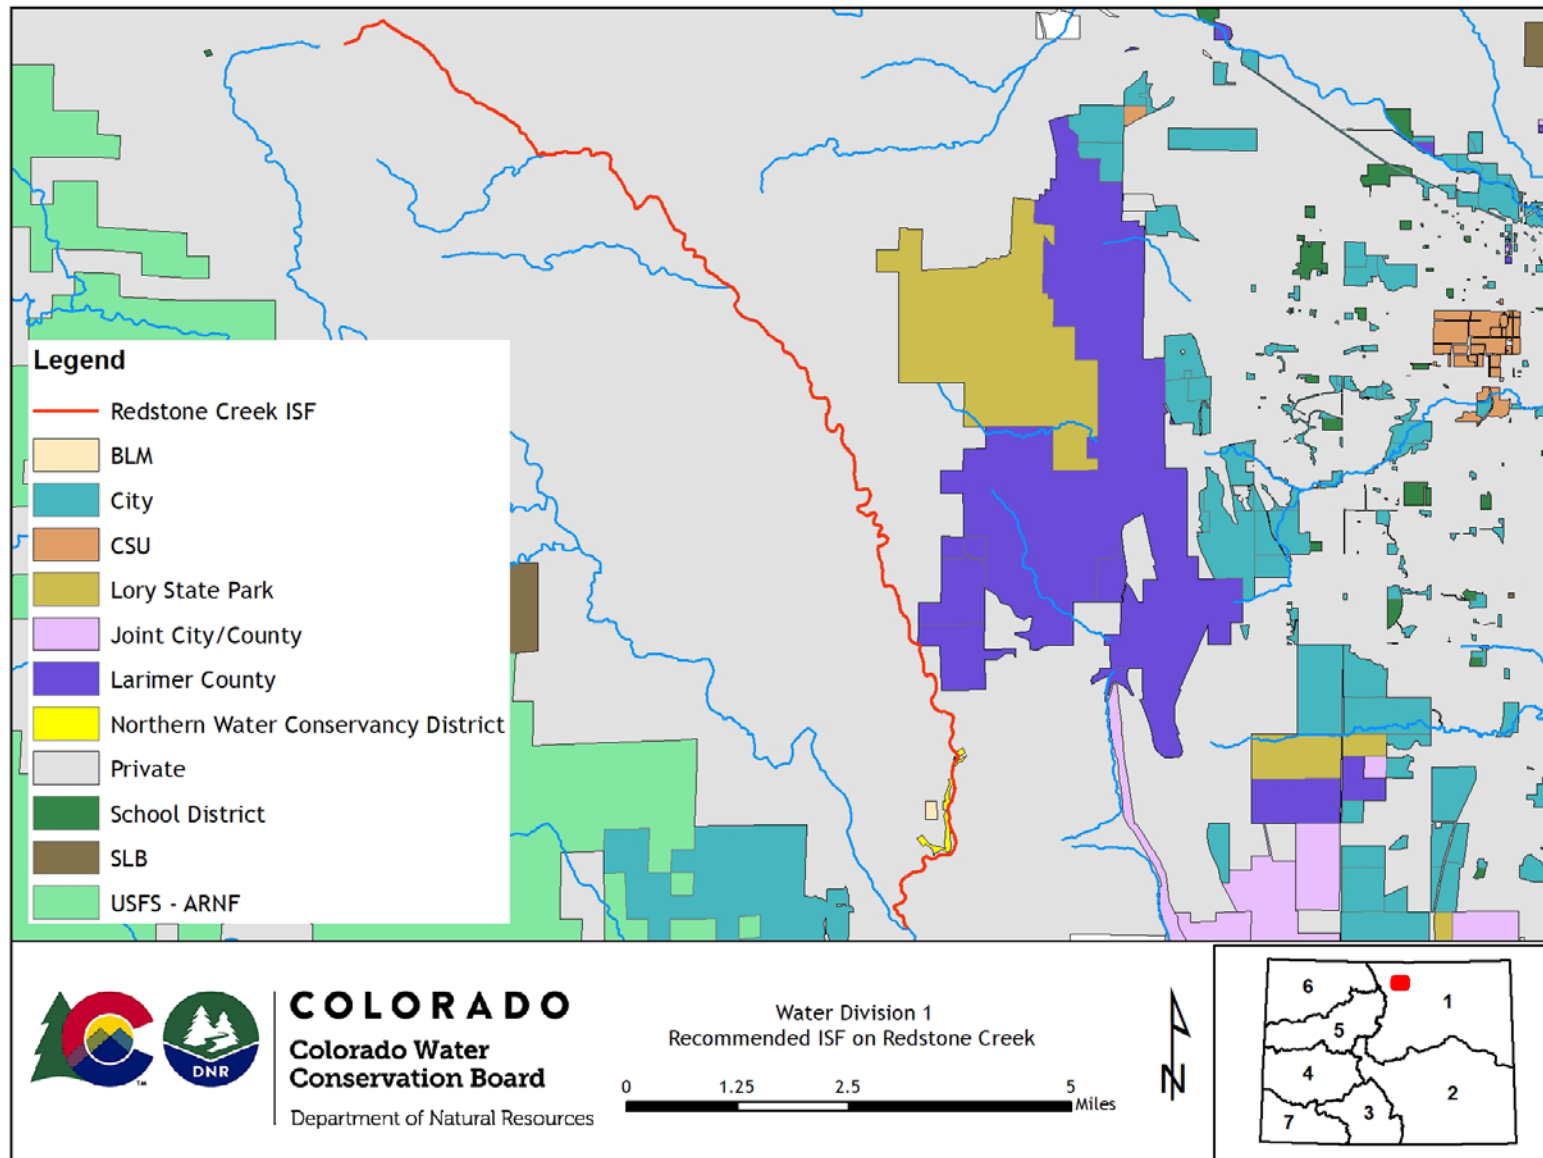 Legend
Redstone Creek ISF
BLM
City
CSU
Lory State Park
Joint City/County
Larimer County
Northern Water Conservancy District
Private
School District
SLB
USFS - ARNF
COLORADO
Colorado Water
Conservation Board
Department of Natural Resources
C
TM
DNR
Water Division 1
Recommended ISF on Redstone Creek
0 1.25 2.5 5
Miles
N
6
1
5
4
2
3
7